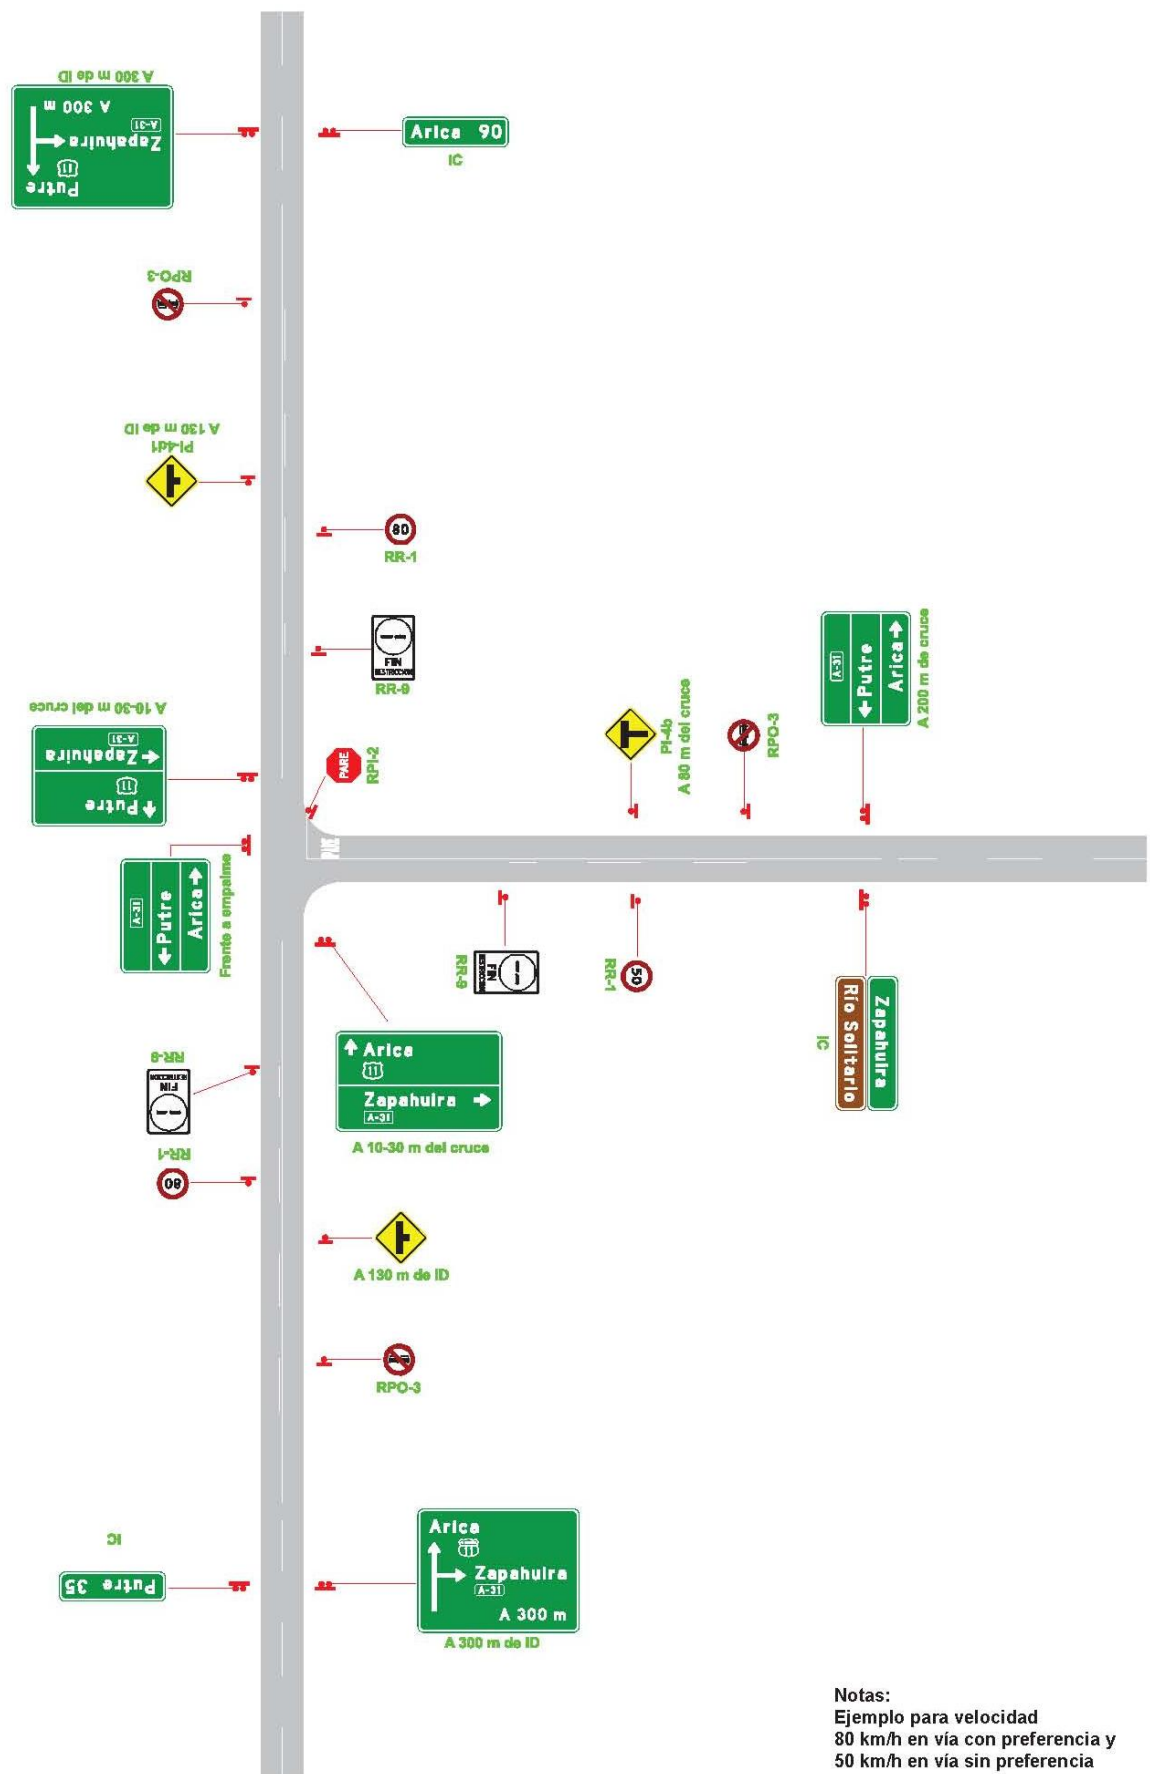 A 300 m de ID
Putre
11
Zapahuira
A-31
A 300 m
Arica 90
IC
RPO-3
A 130 m de ID
PI-4d1
80
RR-1
FIN
RESTRICCION
RR-9
A 10-30 m del cruce
Putre
11
Zapahuira
A-31
PARE
RPI-2
PI-4b
A 80 m del cruce
RPO-3
Arica
Putre
A-31
A 200 m de cruce
Arica
Putre
A-31
Frente a empalme
PARE
RR-9
FIN
RESTRICCION
50
RR-1
Zapahuira
Río Solitario
IC
Arica
11
Zapahuira
A-31
A 10-30 m del cruce
RR-9
FIN
RESTRICCION
RR-1
80
A 130 m de ID
RPO-3
IC
Putre 35
Arica
11
Zapahuira
A-31
A 300 m
A 300 m de ID
Notas:
Ejemplo para velocidad
80 km/h en vía con preferencia y
50 km/h en vía sin preferencia